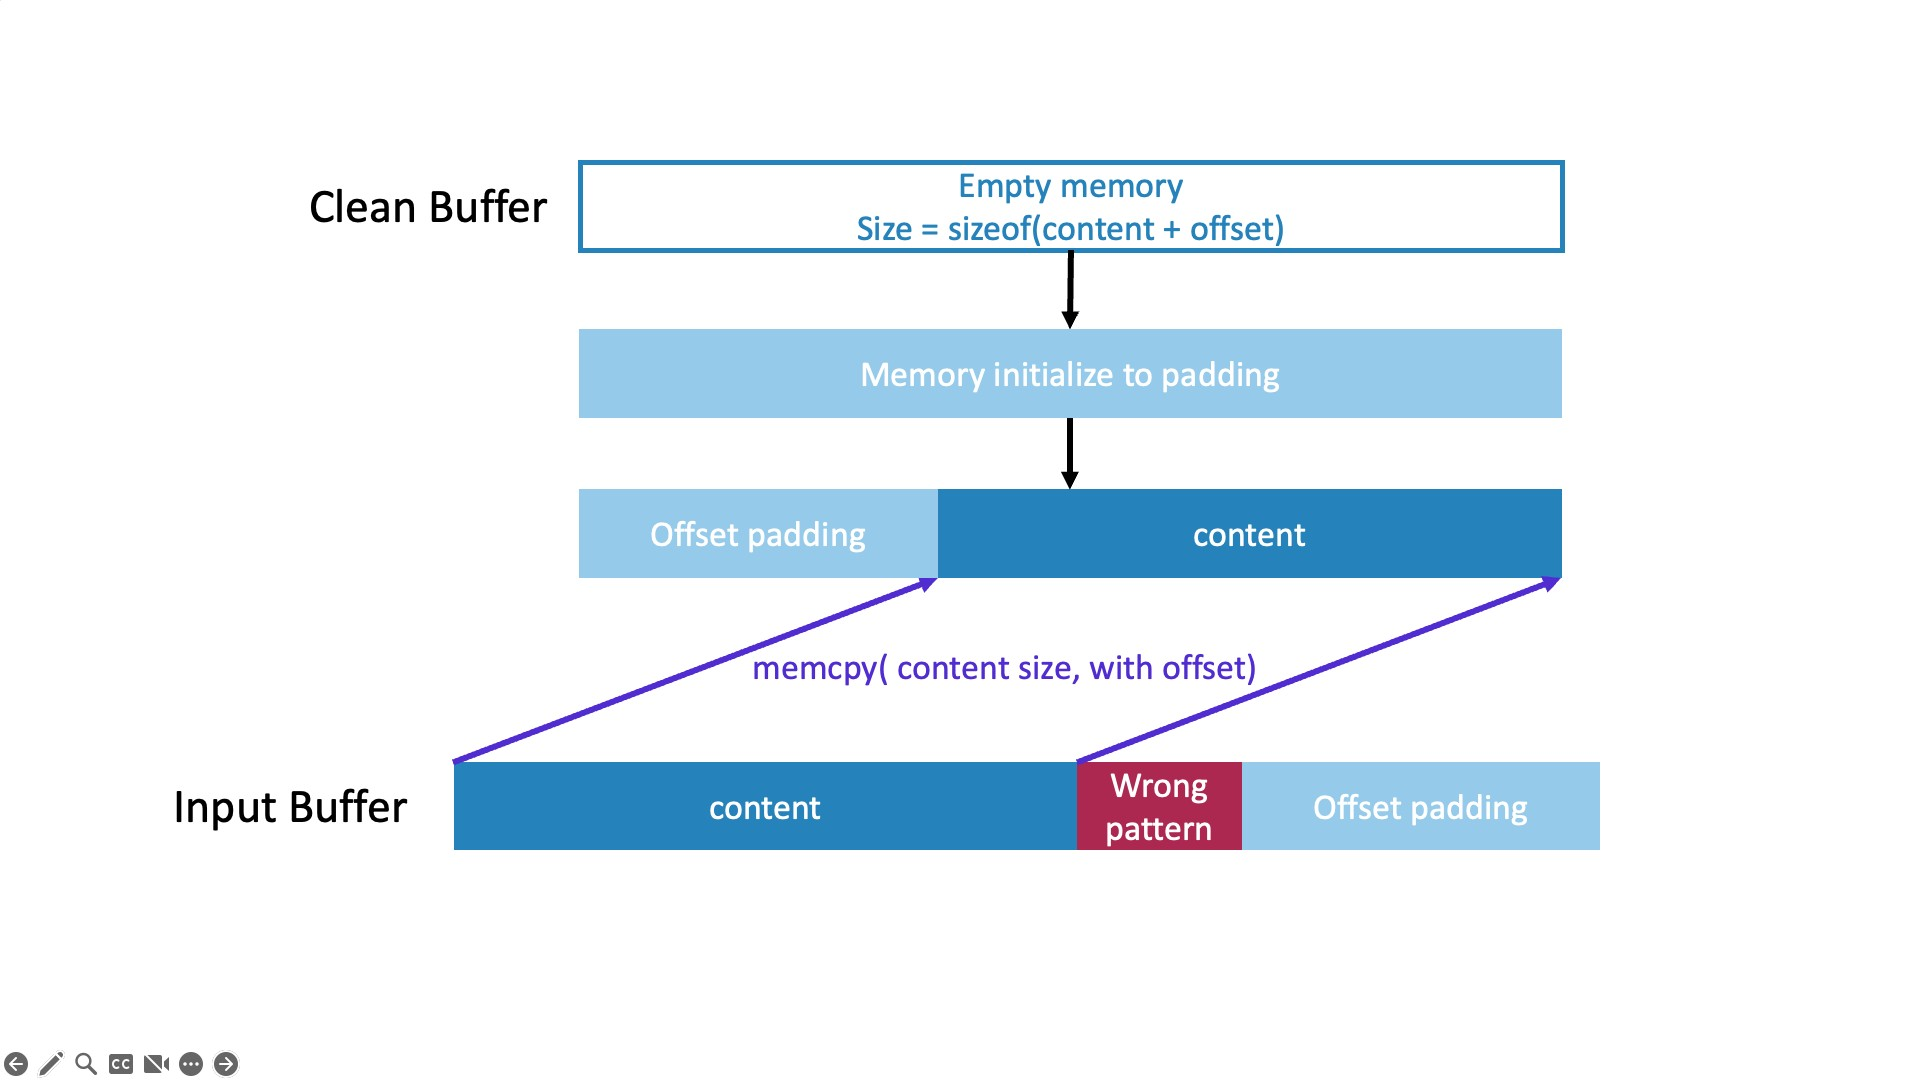 Clean Buffer
Empty memory
Size = sizeof(content + offset)
Memory initialize to padding
Offset padding
content
memcpy( content size, with offset)
Input Buffer
content
Wrong
pattern
Offset padding
CC